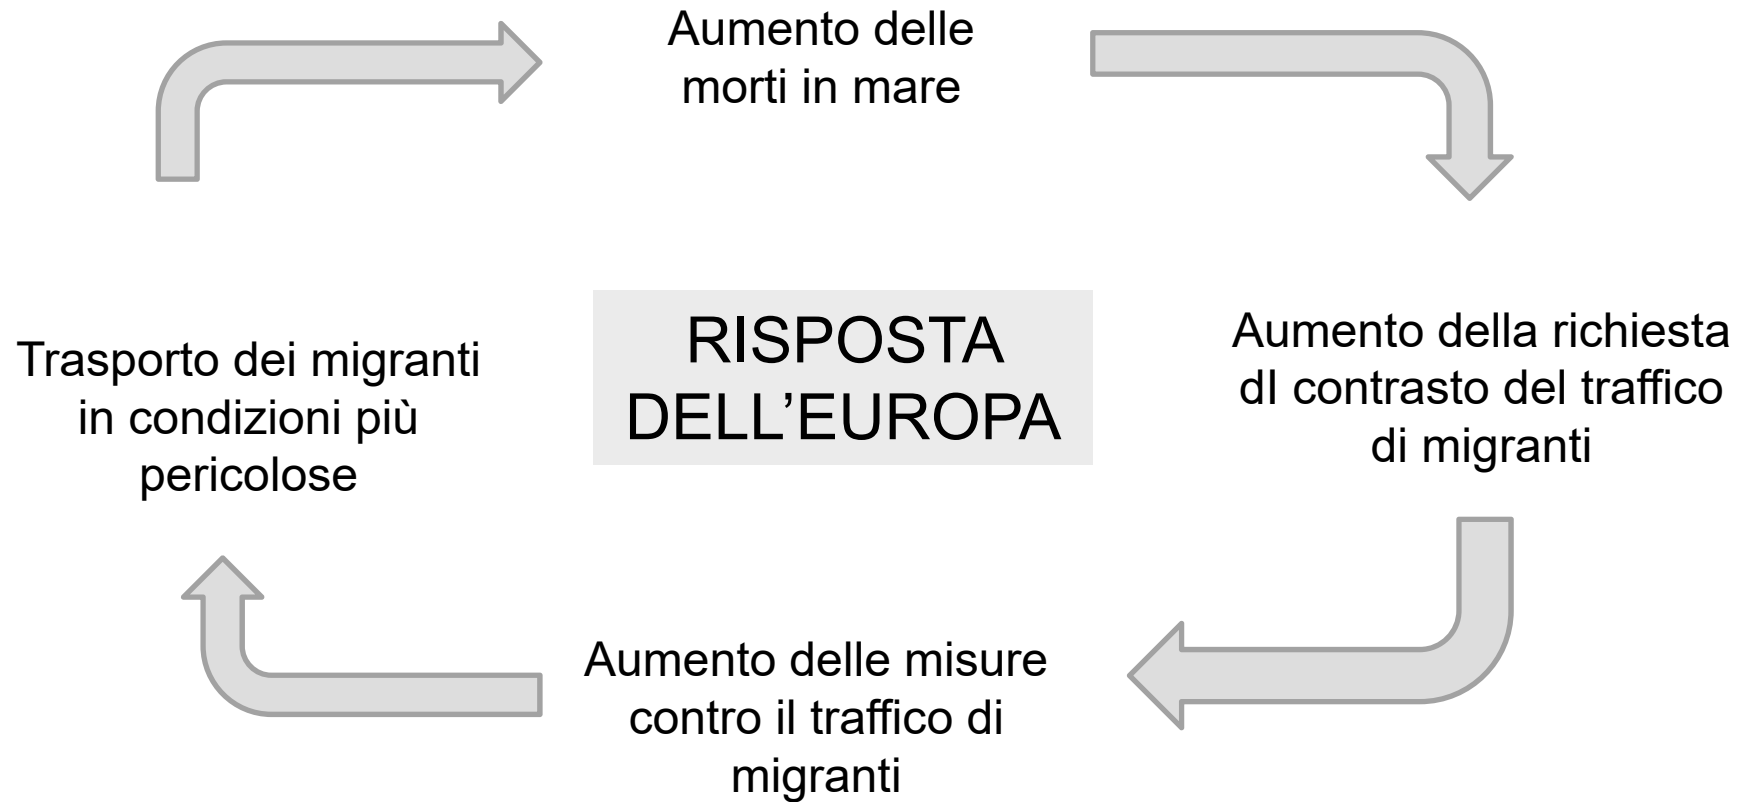 Aumento delle
morti in mare
RISPOSTA
DELL’EUROPA
Aumento della richiesta
dI contrasto del traffico
di migranti
Trasporto dei migranti
in condizioni più
pericolose
Aumento delle misure
contro il traffico di
migranti